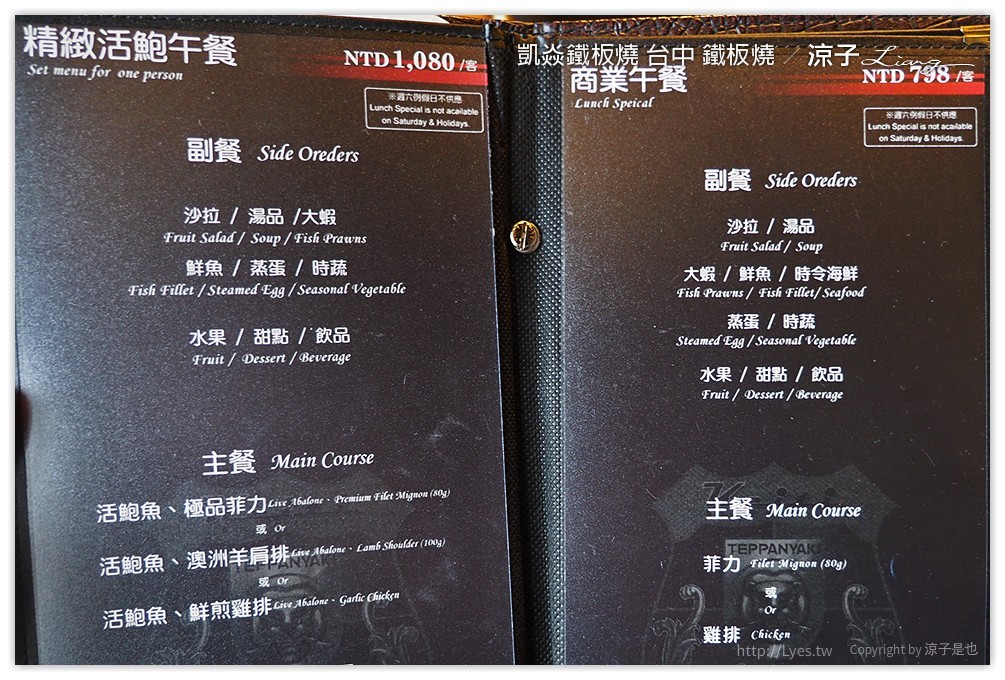 精緻活鮑午餐
Set menu for one person
NTD 1,080 /客
※週六例假日不供應
Lunch Special is not acailable
on Saturday & Holidays.
副餐 Side Oreders
沙拉 / 湯品 /大蝦
Fruit Salad / Soup / Fish Prawns
鮮魚 / 蒸蛋 / 時蔬
Fish Fillet / Steamed Egg / Seasonal Vegetable
水果 / 甜點 / 飲品
Fruit / Dessert / Beverage
主餐 Main Course
活鮑魚、極品菲力 Live Abalone、Premium Filet Mignon (80g)
或 Or
活鮑魚、澳洲羊肩排 Live Abalone、Lamb Shoulder (100g)
或 Or
活鮑魚、鮮煎雞排 Live Abalone、Garlic Chicken
TEPPANYAKI
凱焱鐵板燒 台中 鐵板燒 / 涼子 Liang
商業午餐
Lunch Speical
NTD 798 /客
※週六例假日不供應
Lunch Special is not acailable
on Saturday & Holidays.
副餐 Side Oreders
沙拉 / 湯品
Fruit Salad / Soup
大蝦 / 鮮魚 / 時令海鮮
Fish Prawns / Fish Fillet / Seafood
蒸蛋 / 時蔬
Steamed Egg / Seasonal Vegetable
水果 / 甜點 / 飲品
Fruit / Dessert / Beverage
主餐 Main Course
TEPPANYAKI
菲力 Filet Mignon (80g)
或
Or
雞排 Chicken
http://Lyes.tw Copyright by 涼子是也